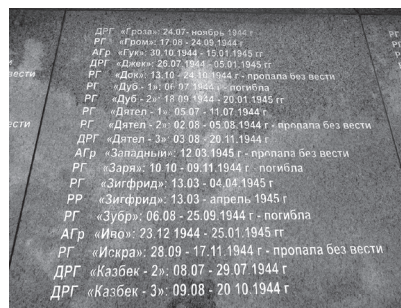 ДРГ «Гроза»: 24.07- ноябрь 1944 г
РГ «Гром»: 17.08 - 24.09.1944 г
АГр «Гук»: 30.10.1944 - 15.01.1945 гг
ДРГ «Джек»: 26.07.1944 - 05.01.1945 гг
РГ «Док»: 13.10 - 24.10.1944 г - пропала без вести
РГ «Дуб - 1»: 06.07.1944 г - погибла
РГ «Дуб - 2»: 18.09.1944 - 20.01.1945 гг
РГ «Дятел - 1»: 05.07 - 11.07.1944 г
РГ «Дятел - 2»: 02.08 - 05.08.1944 г - пропала без вести
ДРГ «Дятел - 3»: 03.08 - 20.11.1944 г
АГр «Западный»: 12.03.1945 г - пропала без вести
РГ «Заря»: 10.10 - 09.11.1944 г - погибла
РГ «Зигфрид»: 13.03 - 04.04.1945 г
РР «Зигфрид»: 13.03 - апрель 1945 г
РГ «Зубр»: 06.08 - 25.09.1944 г - погибла
АГр «Иво»: 23.12 1944 - 25.01.1945 гг
РГ «Искра»: 28.09 - 17.11.1944 г - пропала без вести
ДРГ «Казбек - 2»: 08.07 - 29.07 1944 г
ДРГ «Казбек - 3»: 09.08 - 20 10.1944 г